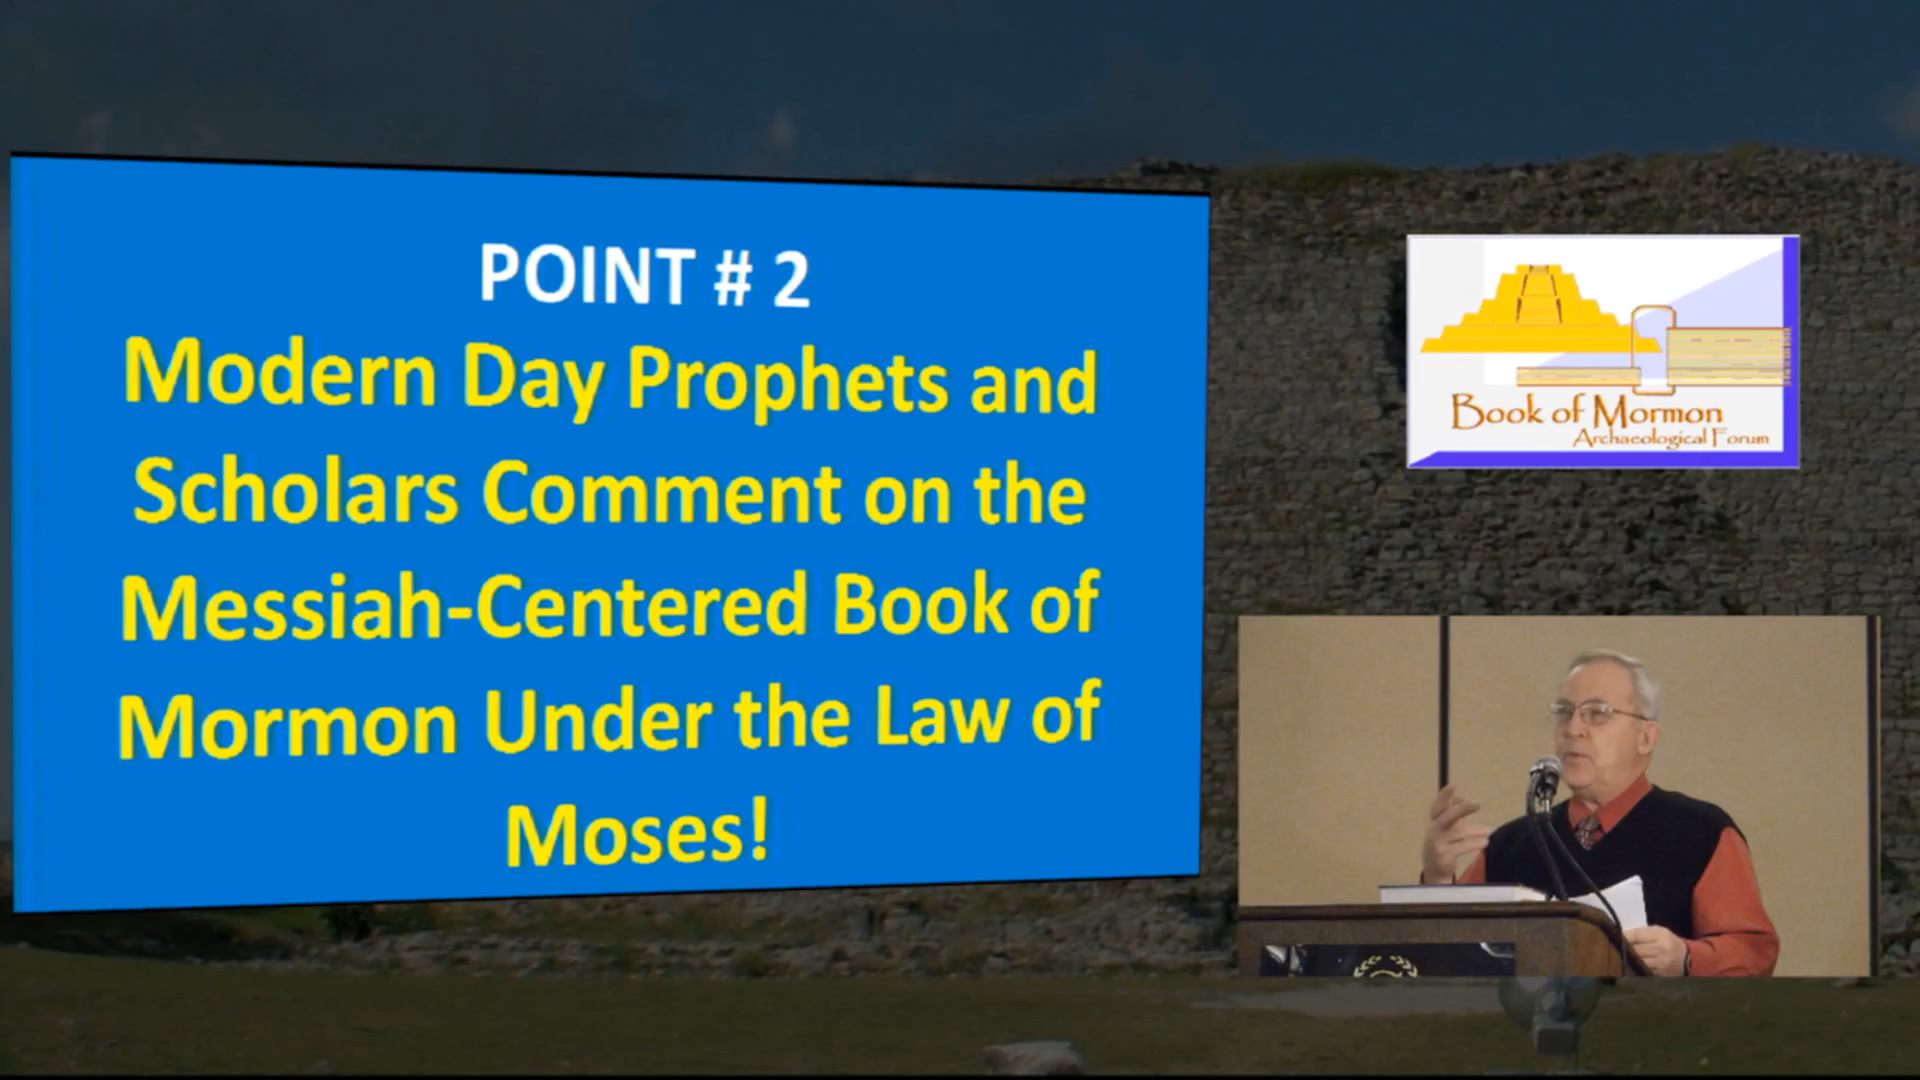 POINT # 2
Modern Day Prophets and
Scholars Comment on the
Messiah-Centered Book of
Mormon Under the Law of
Moses!
Book of Mormon
Archaeological Forum